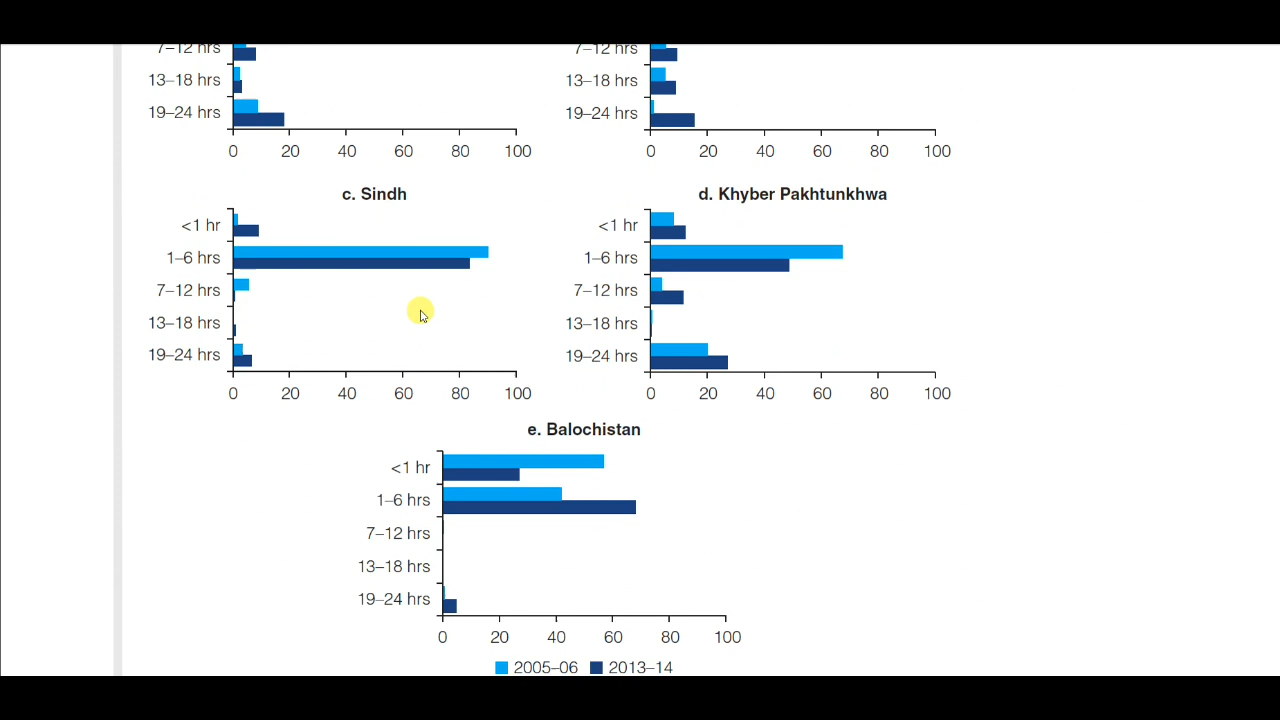 7–12 hrs
13–18 hrs
19–24 hrs
0 20 40 60 80 100
7–12 hrs
13–18 hrs
19–24 hrs
0 20 40 60 80 100
c. Sindh
<1 hr
1–6 hrs
7–12 hrs
13–18 hrs
19–24 hrs
0 20 40 60 80 100
d. Khyber Pakhtunkhwa
<1 hr
1–6 hrs
7–12 hrs
13–18 hrs
19–24 hrs
0 20 40 60 80 100
e. Balochistan
<1 hr
1–6 hrs
7–12 hrs
13–18 hrs
19–24 hrs
0 20 40 60 80 100
2005–06 2013–14